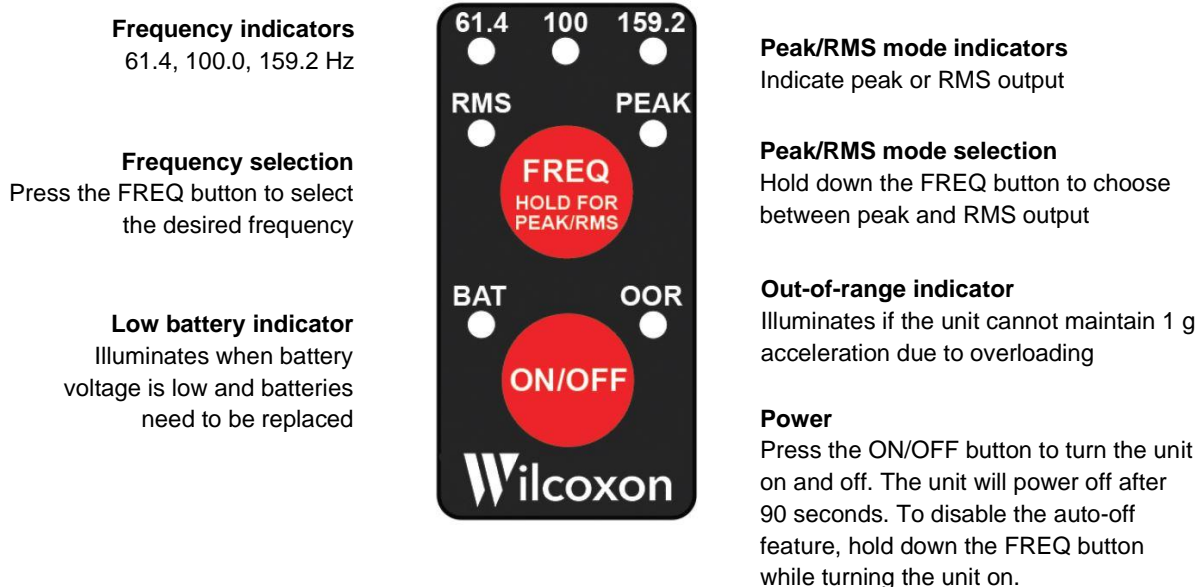 Frequency indicators
61.4, 100.0, 159.2 Hz
Frequency selection
Press the FREQ button to select
the desired frequency
Low battery indicator
Illuminates when battery
voltage is low and batteries
need to be replaced
61.4 100 159.2
RMS PEAK
FREQ
HOLD FOR
PEAK/RMS
BAT OOR
ON/OFF
Wilcoxon
Peak/RMS mode indicators
Indicate peak or RMS output
Peak/RMS mode selection
Hold down the FREQ button to choose
between peak and RMS output
Out-of-range indicator
Illuminates if the unit cannot maintain 1 g
acceleration due to overloading
Power
Press the ON/OFF button to turn the unit
on and off. The unit will power off after
90 seconds. To disable the auto-off
feature, hold down the FREQ button
while turning the unit on.